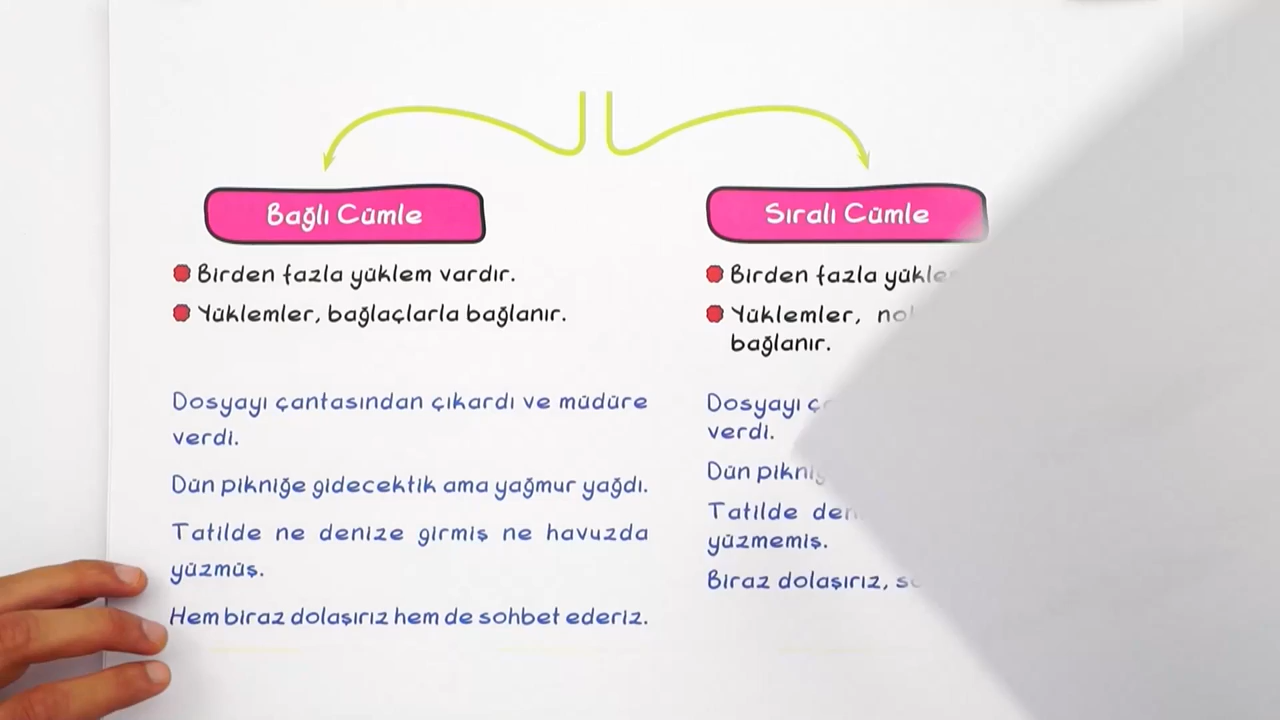 Bağlı Cümle
Birden fazla yüklem vardır.
Yüklemler, bağlaçlarla bağlanır.
Dosyayı çantasından çıkardı ve müdüre
verdi.
Dün pikniğe gidecektik ama yağmur yağdı.
Tatilde ne denize girmiş ne havuzda
yüzmüş.
Hem biraz dolaşırız hem de sohbet ederiz.
Sıralı Cümle
Birden fazla
Yüklemler,
bağlanır.
Dosyayı
verdi.
Dün
Tatilde
yüzmemiş.
Biraz dolaşırız,